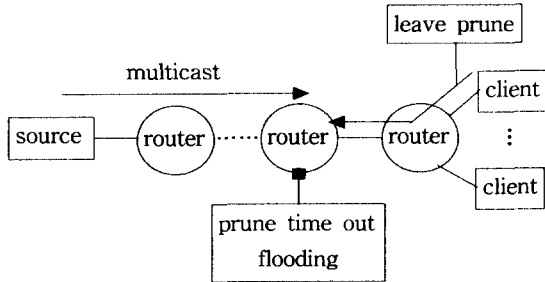 leave prune
multicast
client
source
router
router
router
⋮
client
prune time out
flooding